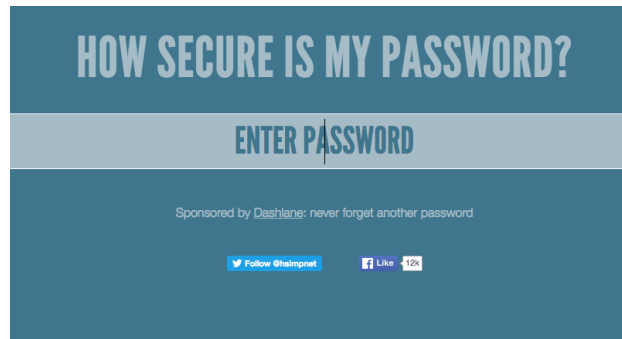 HOW SECURE IS MY PASSWORD?
ENTER PASSWORD
Sponsored by Dashlane: never forget another password
Follow @hsimpnet Like 12k